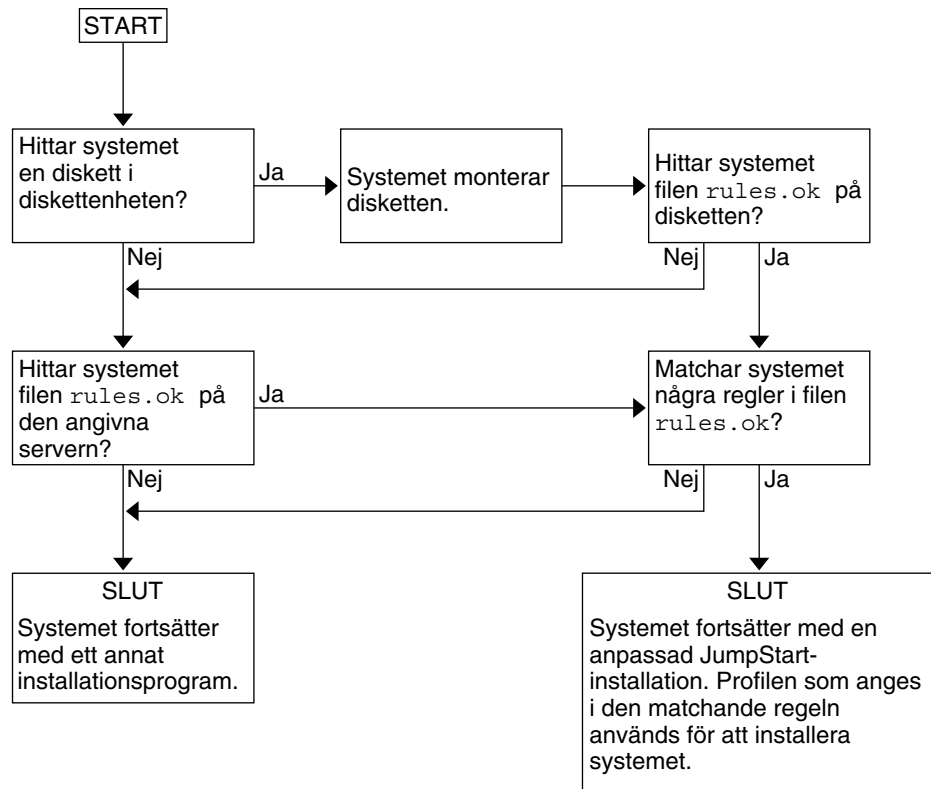 START
Hittar systemet
en diskett i
diskettenheten?
Ja
Systemet monterar
disketten.
Hittar systemet
filen rules.ok på
disketten?
Nej
Nej
Ja
Hittar systemet
filen rules.ok på
den angivna
servern?
Ja
Matchar systemet
några regler i filen
rules.ok?
Nej
Nej
Ja
SLUT
Systemet fortsätter
med ett annat
installationsprogram.
SLUT
Systemet fortsätter med en
anpassad JumpStart-
installation. Profilen som anges
i den matchande regeln
används för att installera
systemet.